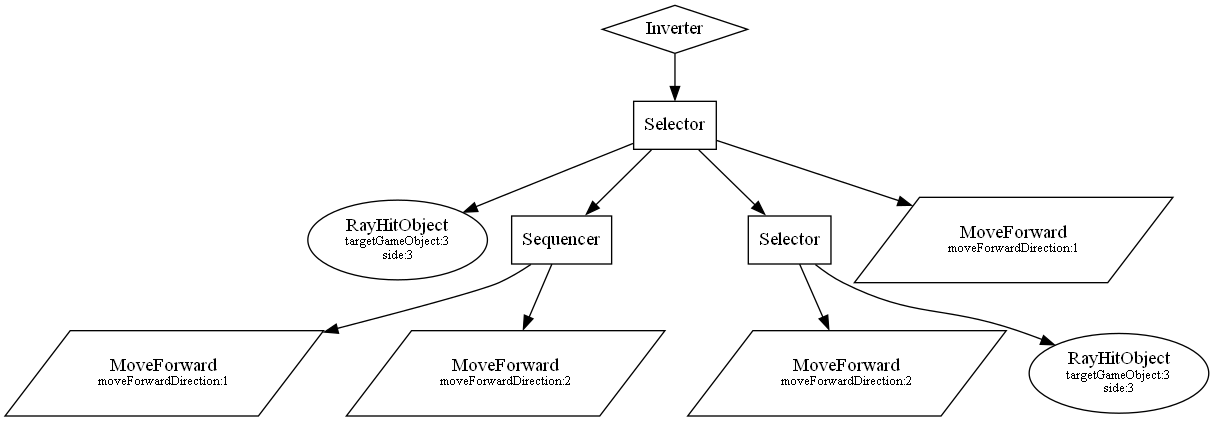 Inverter
Selector
RayHitObject
targetGameObject:3
side:3
Sequencer
Selector
MoveForward
moveForwardDirection:1
MoveForward
moveForwardDirection:1
MoveForward
moveForwardDirection:2
MoveForward
moveForwardDirection:2
RayHitObject
targetGameObject:3
side:3